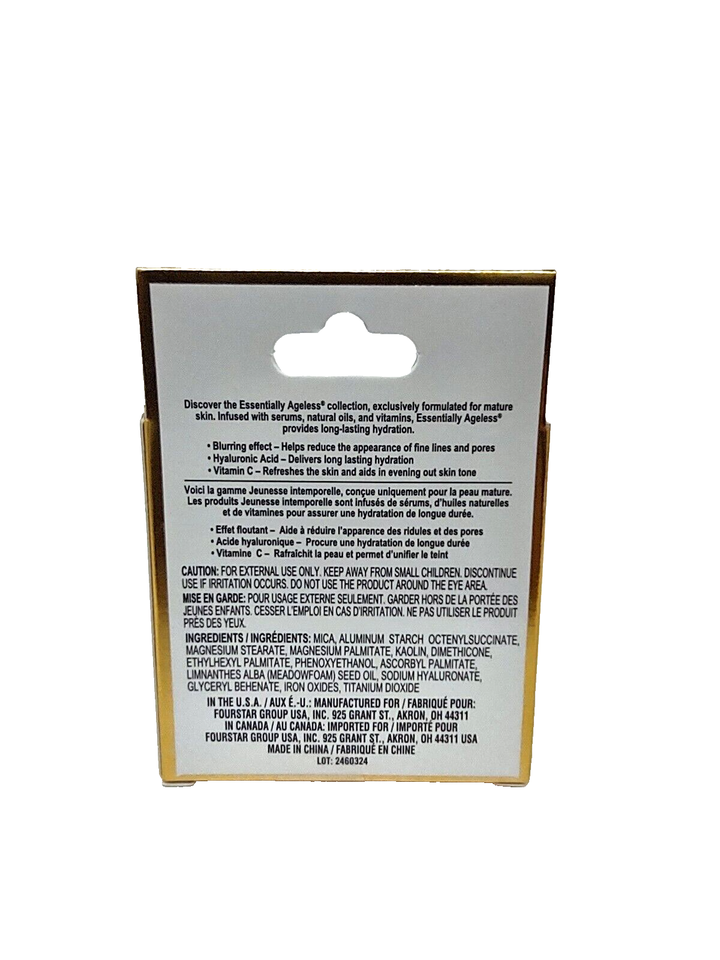 Discover the Essentially Ageless® collection, exclusively formulated for mature
skin. Infused with serums, natural oils, and vitamins, Essentially Ageless®
provides long-lasting hydration.
• Blurring effect – Helps reduce the appearance of fine lines and pores
• Hyaluronic Acid – Delivers long lasting hydration
• Vitamin C – Refreshes the skin and aids in evening out skin tone
Voici la gamme Jeunesse intemporelle, conçue uniquement pour la peau mature.
Les produits Jeunesse intemporelle sont infusés de sérums, d'huiles naturelles
et de vitamines pour assurer une hydratation de longue durée.
• Effet floutant – Aide à réduire l'apparence des ridules et des pores
• Acide hyaluronique – Procure une hydratation de longue durée
• Vitamine C – Rafraîchit la peau et permet d'unifier le teint
CAUTION: FOR EXTERNAL USE ONLY. KEEP AWAY FROM SMALL CHILDREN. DISCONTINUE
USE IF IRRITATION OCCURS. DO NOT USE THE PRODUCT AROUND THE EYE AREA.
MISE EN GARDE: POUR USAGE EXTERNE SEULEMENT. GARDER HORS DE LA PORTÉE DES
JEUNES ENFANTS. CESSER L'EMPLOI EN CAS D'IRRITATION. NE PAS UTILISER LE PRODUIT
PRÈS DES YEUX.
INGREDIENTS / INGRÉDIENTS: MICA, ALUMINUM STARCH OCTENYLSUCCINATE,
MAGNESIUM STEARATE, MAGNESIUM PALMITATE, KAOLIN, DIMETHICONE,
ETHYLHEXYL PALMITATE, PHENOXYETHANOL, ASCORBYL PALMITATE,
LIMNANTHES ALBA (MEADOWFOAM) SEED OIL, SODIUM HYALURONATE,
GLYCERYL BEHENATE, IRON OXIDES, TITANIUM DIOXIDE
IN THE U.S.A. / AUX É.-U.: MANUFACTURED FOR / FABRIQUÉ POUR:
FOURSTAR GROUP USA, INC. 925 GRANT ST., AKRON, OH 44311
IN CANADA / AU CANADA: IMPORTED FOR / IMPORTÉ POUR
FOURSTAR GROUP USA, INC. 925 GRANT ST., AKRON, OH 44311 USA
MADE IN CHINA / FABRIQUÉ EN CHINE
LOT: 2460324